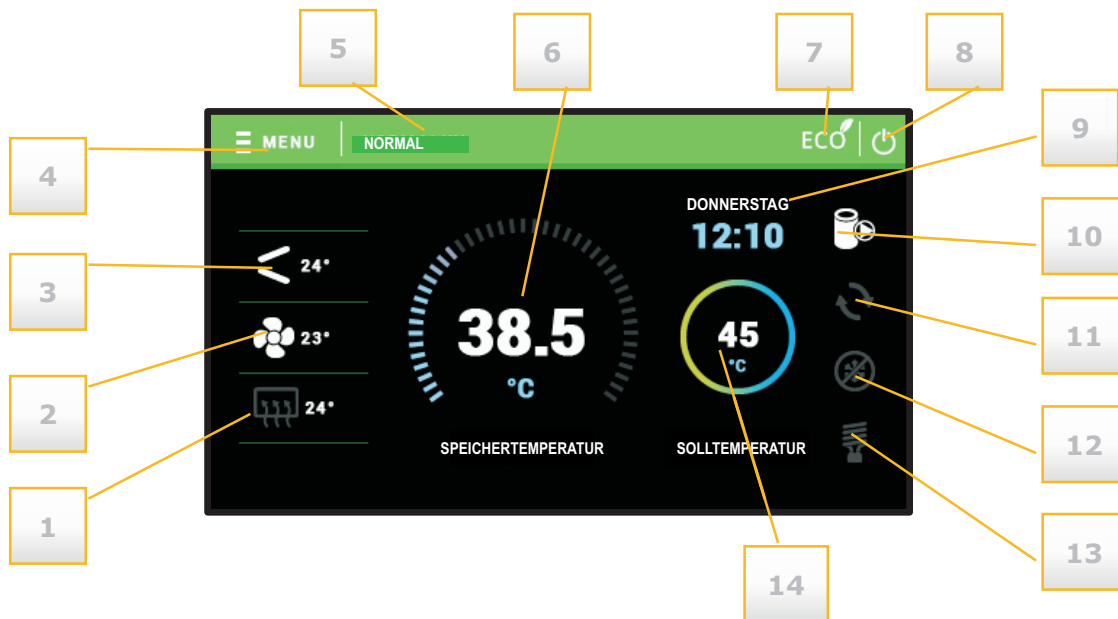 5
6
7
8
9
4
MENU
NORMAL
ECO
DONNERSTAG
12:10
10
3
24°
11
23°
38.5
°C
45
°C
2
24°
12
SPEICHERTEMPERATUR
SOLLTEMPERATUR
1
13
14